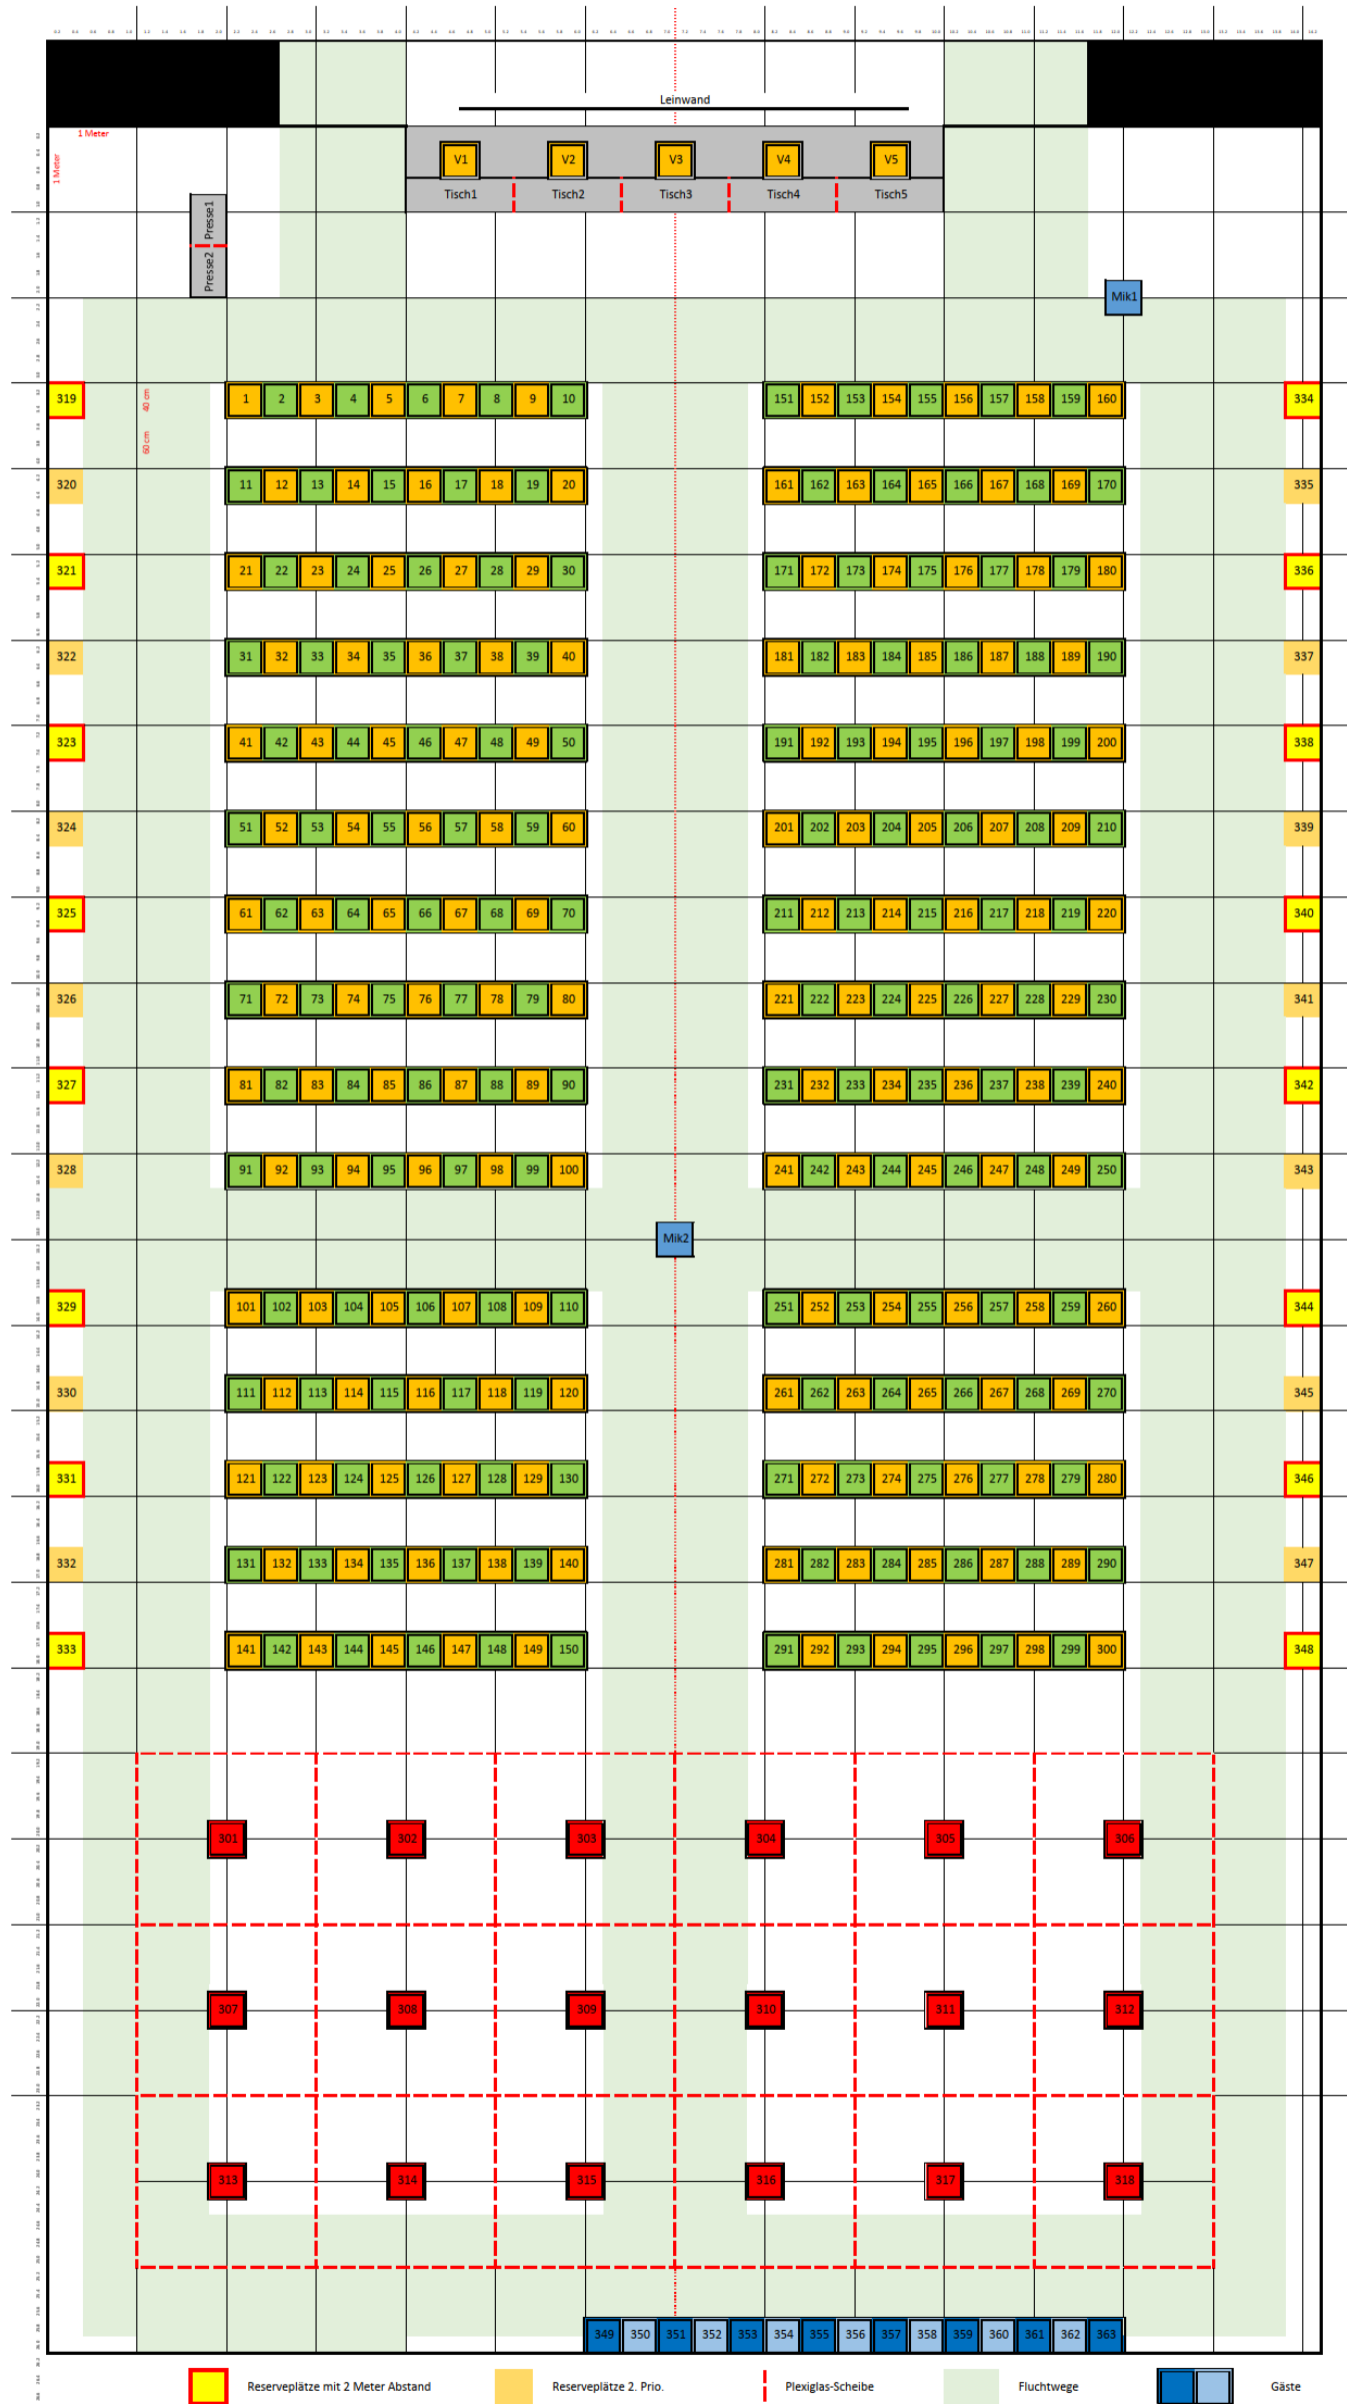 Leinwand
1 Meter
1 Meter
V1 V2 V3 V4 V5
Tisch1 Tisch2 Tisch3 Tisch4 Tisch5
Presse1
Presse2
Mik1
319 1 2 3 4 5 6 7 8 9 10 151 152 153 154 155 156 157 158 159 160 334
40 cm
60 cm
320 11 12 13 14 15 16 17 18 19 20 161 162 163 164 165 166 167 168 169 170 335
321 21 22 23 24 25 26 27 28 29 30 171 172 173 174 175 176 177 178 179 180 336
322 31 32 33 34 35 36 37 38 39 40 181 182 183 184 185 186 187 188 189 190 337
323 41 42 43 44 45 46 47 48 49 50 191 192 193 194 195 196 197 198 199 200 338
324 51 52 53 54 55 56 57 58 59 60 201 202 203 204 205 206 207 208 209 210 339
325 61 62 63 64 65 66 67 68 69 70 211 212 213 214 215 216 217 218 219 220 340
326 71 72 73 74 75 76 77 78 79 80 221 222 223 224 225 226 227 228 229 230 341
327 81 82 83 84 85 86 87 88 89 90 231 232 233 234 235 236 237 238 239 240 342
328 91 92 93 94 95 96 97 98 99 100 241 242 243 244 245 246 247 248 249 250 343
Mik2
329 101 102 103 104 105 106 107 108 109 110 251 252 253 254 255 256 257 258 259 260 344
330 111 112 113 114 115 116 117 118 119 120 261 262 263 264 265 266 267 268 269 270 345
331 121 122 123 124 125 126 127 128 129 130 271 272 273 274 275 276 277 278 279 280 346
332 131 132 133 134 135 136 137 138 139 140 281 282 283 284 285 286 287 288 289 290 347
333 141 142 143 144 145 146 147 148 149 150 291 292 293 294 295 296 297 298 299 300 348
301 302 303 304 305 306
307 308 309 310 311 312
313 314 315 316 317 318
349 350 351 352 353 354 355 356 357 358 359 360 361 362 363
Reserveplätze mit 2 Meter Abstand Reserveplätze 2. Prio. Plexiglas-Scheibe Fluchtwege Gäste